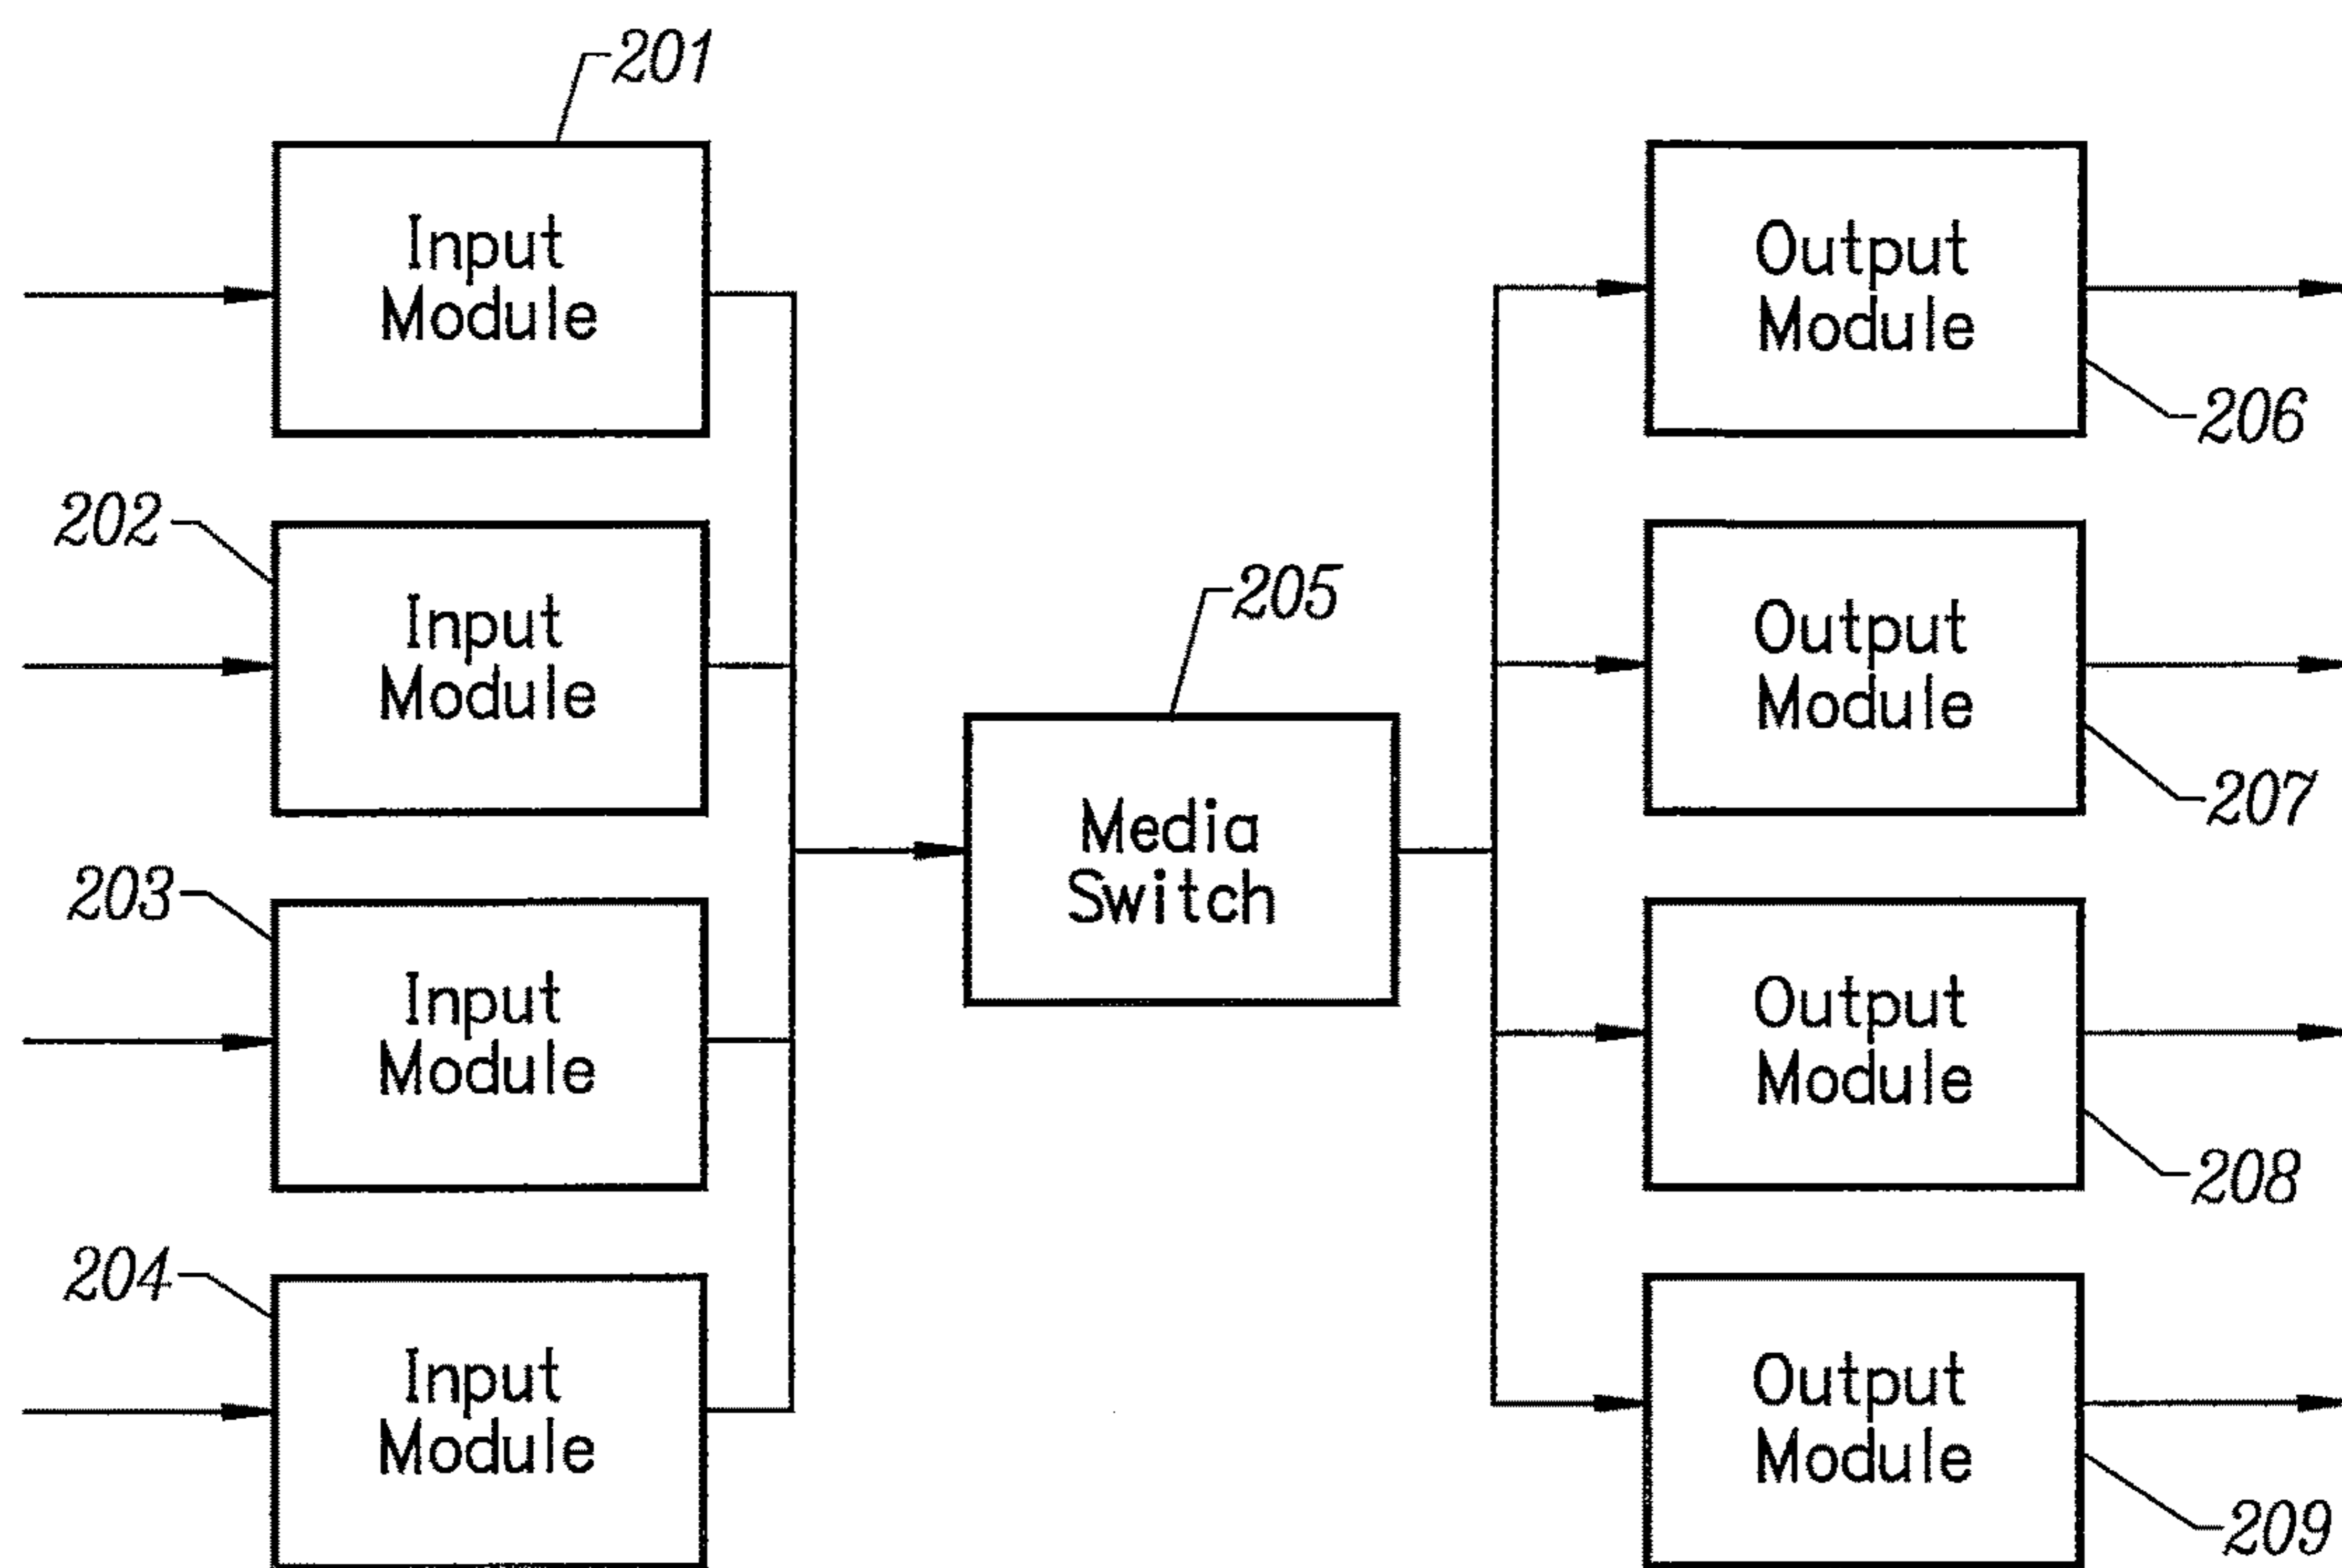 201
Input
Module
202
Input
Module
203
Input
Module
204
Input
Module
205
Media
Switch
Output
Module
206
Output
Module
207
Output
Module
208
Output
Module
209